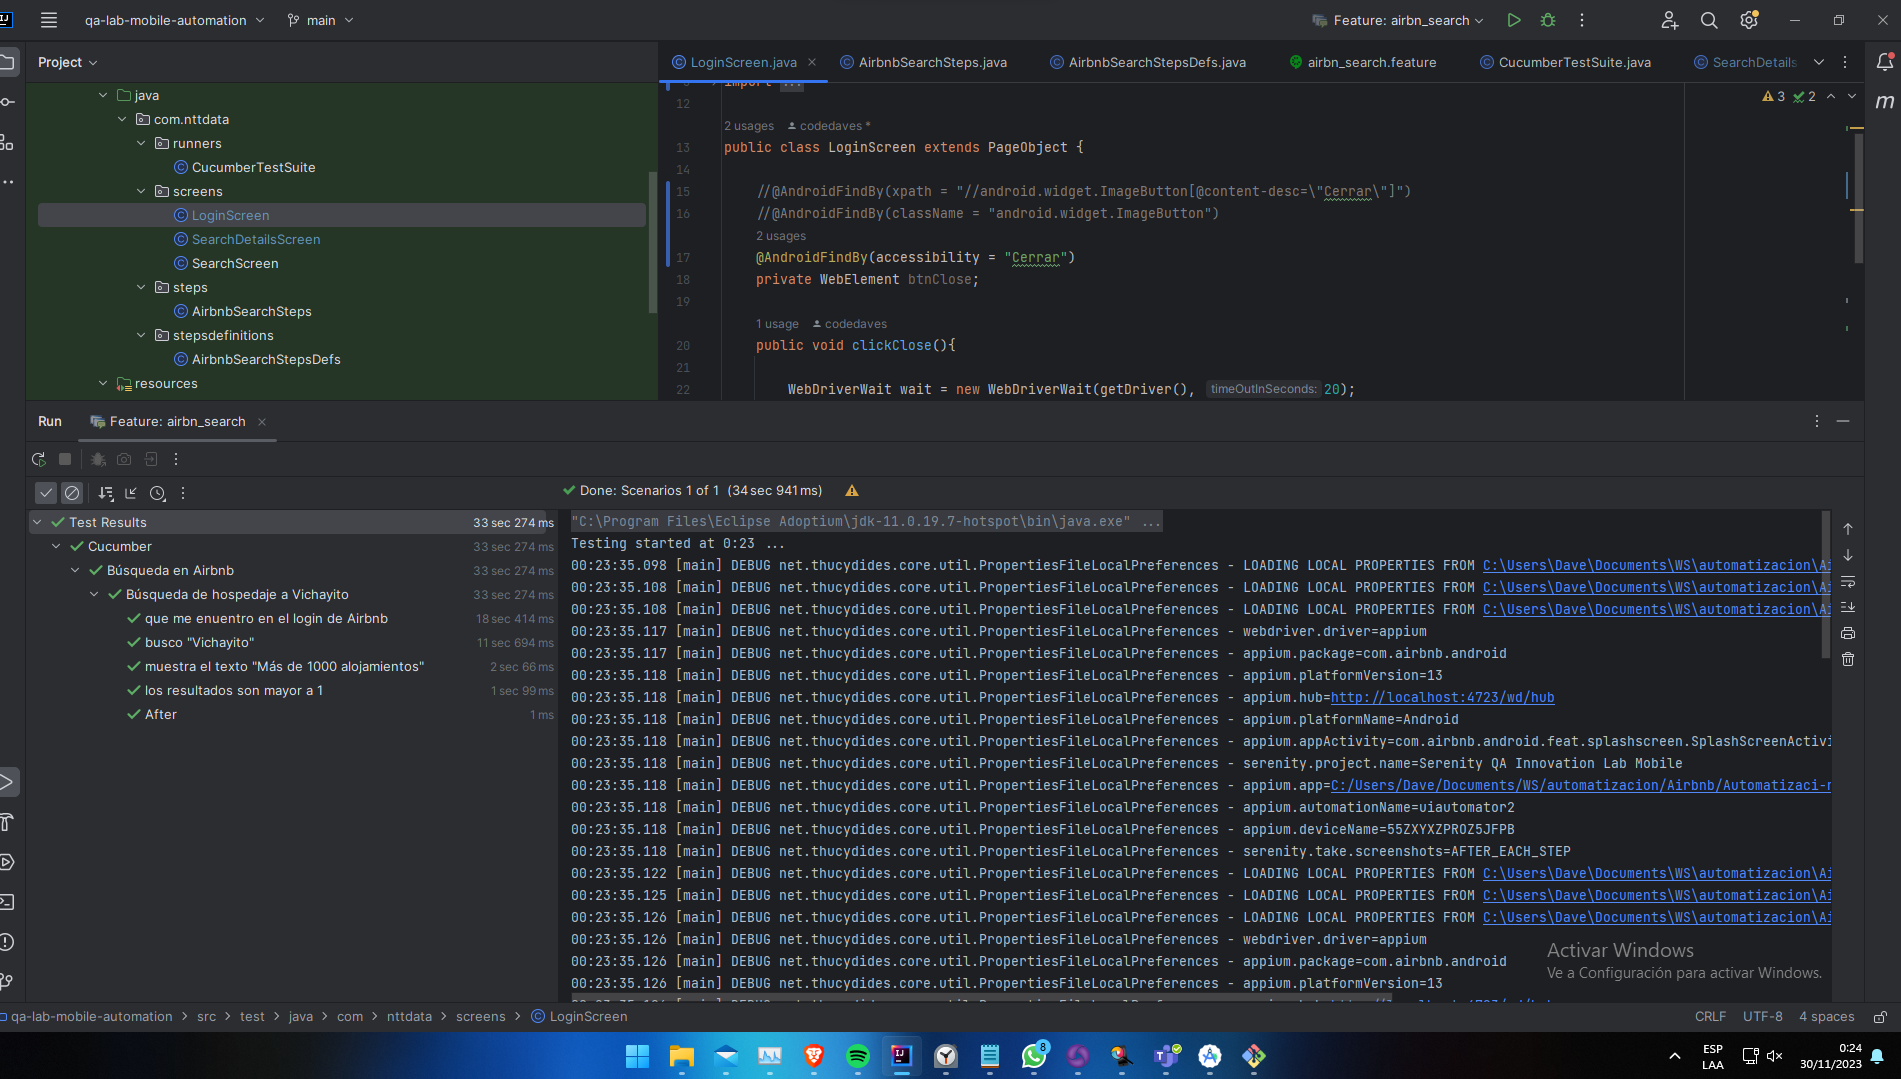 qa-lab-mobile-automation
main
Feature: airbn_search
Project
LoginScreen.java
AirbnbSearchSteps.java
AirbnbSearchStepsDefs.java
airbn_search.feature
CucumberTestSuite.java
SearchDetails
java
com.nttdata
runners
CucumberTestSuite
screens
LoginScreen
SearchDetailsScreen
SearchScreen
steps
AirbnbSearchSteps
stepsdefinitions
AirbnbSearchStepsDefs
resources
import ...
3 2
12
2 usages codedaves *
13 public class LoginScreen extends PageObject {
14
15 //@AndroidFindBy(xpath = "//android.widget.ImageButton[@content-desc=\"Cerrar\"]")
16 //@AndroidFindBy(className = "android.widget.ImageButton")
2 usages
17 @AndroidFindBy(accessibility = "Cerrar")
18 private WebElement btnClose;
19
1 usage codedaves
20 public void clickClose(){
21
22 WebDriverWait wait = new WebDriverWait(getDriver(), timeOutInSeconds: 20);
Run
Feature: airbn_search
Done: Scenarios 1 of 1 (34 sec 941 ms)
Test Results 33 sec 274 ms
Cucumber 33 sec 274 ms
Búsqueda en Airbnb 33 sec 274 ms
Búsqueda de hospedaje a Vichayito 33 sec 274 ms
que me enuentro en el login de Airbnb 18 sec 414 ms
busco "Vichayito" 11 sec 694 ms
muestra el texto "Más de 1000 alojamientos" 2 sec 66 ms
los resultados son mayor a 1 1 sec 99 ms
After 1 ms
"C:\Program Files\Eclipse Adoptium\jdk-11.0.19.7-hotspot\bin\java.exe" ...
Testing started at 0:23 ...
00:23:35.098 [main] DEBUG net.thucydides.core.util.PropertiesFileLocalPreferences - LOADING LOCAL PROPERTIES FROM C:\Users\Dave\Documents\WS\automatizacion\Ai
00:23:35.108 [main] DEBUG net.thucydides.core.util.PropertiesFileLocalPreferences - LOADING LOCAL PROPERTIES FROM C:\Users\Dave\Documents\WS\automatizacion\Ai
00:23:35.108 [main] DEBUG net.thucydides.core.util.PropertiesFileLocalPreferences - LOADING LOCAL PROPERTIES FROM C:\Users\Dave\Documents\WS\automatizacion\Ai
00:23:35.117 [main] DEBUG net.thucydides.core.util.PropertiesFileLocalPreferences - webdriver.driver=appium
00:23:35.117 [main] DEBUG net.thucydides.core.util.PropertiesFileLocalPreferences - appium.package=com.airbnb.android
00:23:35.118 [main] DEBUG net.thucydides.core.util.PropertiesFileLocalPreferences - appium.platformVersion=13
00:23:35.118 [main] DEBUG net.thucydides.core.util.PropertiesFileLocalPreferences - appium.hub=http://localhost:4723/wd/hub
00:23:35.118 [main] DEBUG net.thucydides.core.util.PropertiesFileLocalPreferences - appium.platformName=Android
00:23:35.118 [main] DEBUG net.thucydides.core.util.PropertiesFileLocalPreferences - appium.appActivity=com.airbnb.android.feat.splashscreen.SplashScreenActivi
00:23:35.118 [main] DEBUG net.thucydides.core.util.PropertiesFileLocalPreferences - serenity.project.name=Serenity QA Innovation Lab Mobile
00:23:35.118 [main] DEBUG net.thucydides.core.util.PropertiesFileLocalPreferences - appium.app=C:/Users/Dave/Documents/WS/automatizacion/Airbnb/Automatizaci-r
00:23:35.118 [main] DEBUG net.thucydides.core.util.PropertiesFileLocalPreferences - appium.automationName=uiautomator2
00:23:35.118 [main] DEBUG net.thucydides.core.util.PropertiesFileLocalPreferences - appium.deviceName=55ZXYXZPROZ5JFPB
00:23:35.118 [main] DEBUG net.thucydides.core.util.PropertiesFileLocalPreferences - serenity.take.screenshots=AFTER_EACH_STEP
00:23:35.122 [main] DEBUG net.thucydides.core.util.PropertiesFileLocalPreferences - LOADING LOCAL PROPERTIES FROM C:\Users\Dave\Documents\WS\automatizacion\Ai
00:23:35.125 [main] DEBUG net.thucydides.core.util.PropertiesFileLocalPreferences - LOADING LOCAL PROPERTIES FROM C:\Users\Dave\Documents\WS\automatizacion\Ai
00:23:35.126 [main] DEBUG net.thucydides.core.util.PropertiesFileLocalPreferences - LOADING LOCAL PROPERTIES FROM C:\Users\Dave\Documents\WS\automatizacion\Ai
00:23:35.126 [main] DEBUG net.thucydides.core.util.PropertiesFileLocalPreferences - webdriver.driver=appium
00:23:35.126 [main] DEBUG net.thucydides.core.util.PropertiesFileLocalPreferences - appium.package=com.airbnb.android
00:23:35.126 [main] DEBUG net.thucydides.core.util.PropertiesFileLocalPreferences - appium.platformVersion=13
Activar Windows
Ve a Configuración para activar Windows.
qa-lab-mobile-automation > src > test > java > com > nttdata > screens > LoginScreen
CRLF UTF-8 4 spaces
8
ESP
LAA
0:24
30/11/2023